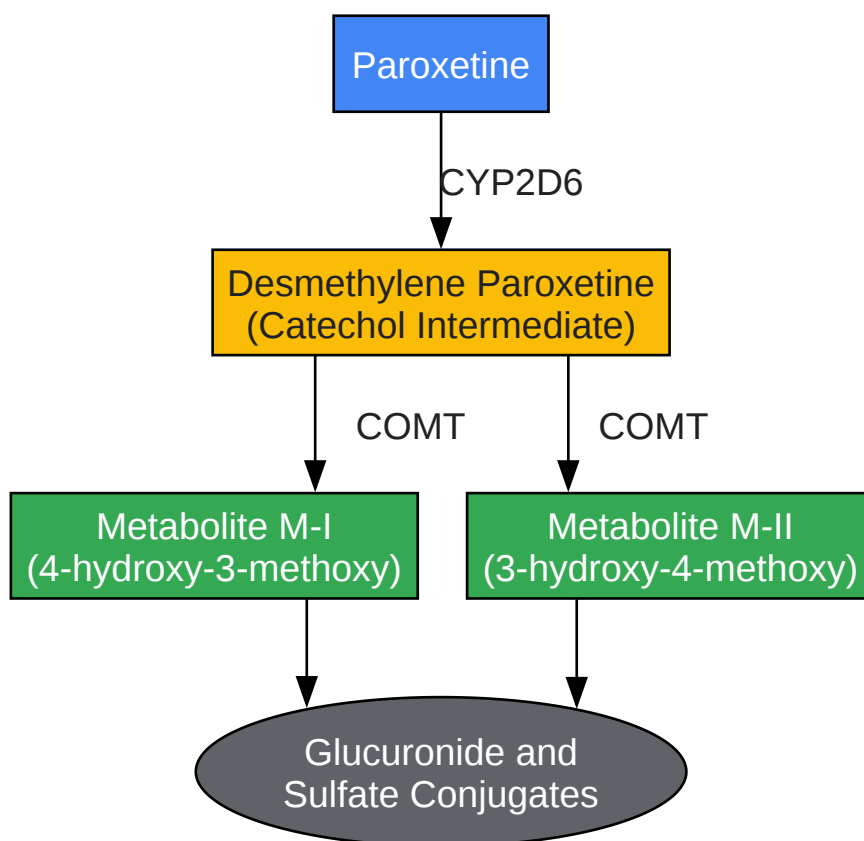 Paroxetine
CYP2D6
Desmethylene Paroxetine
(Catechol Intermediate)
COMT
COMT
Metabolite M-I
(4-hydroxy-3-methoxy)
Metabolite M-II
(3-hydroxy-4-methoxy)
Glucuronide and
Sulfate Conjugates